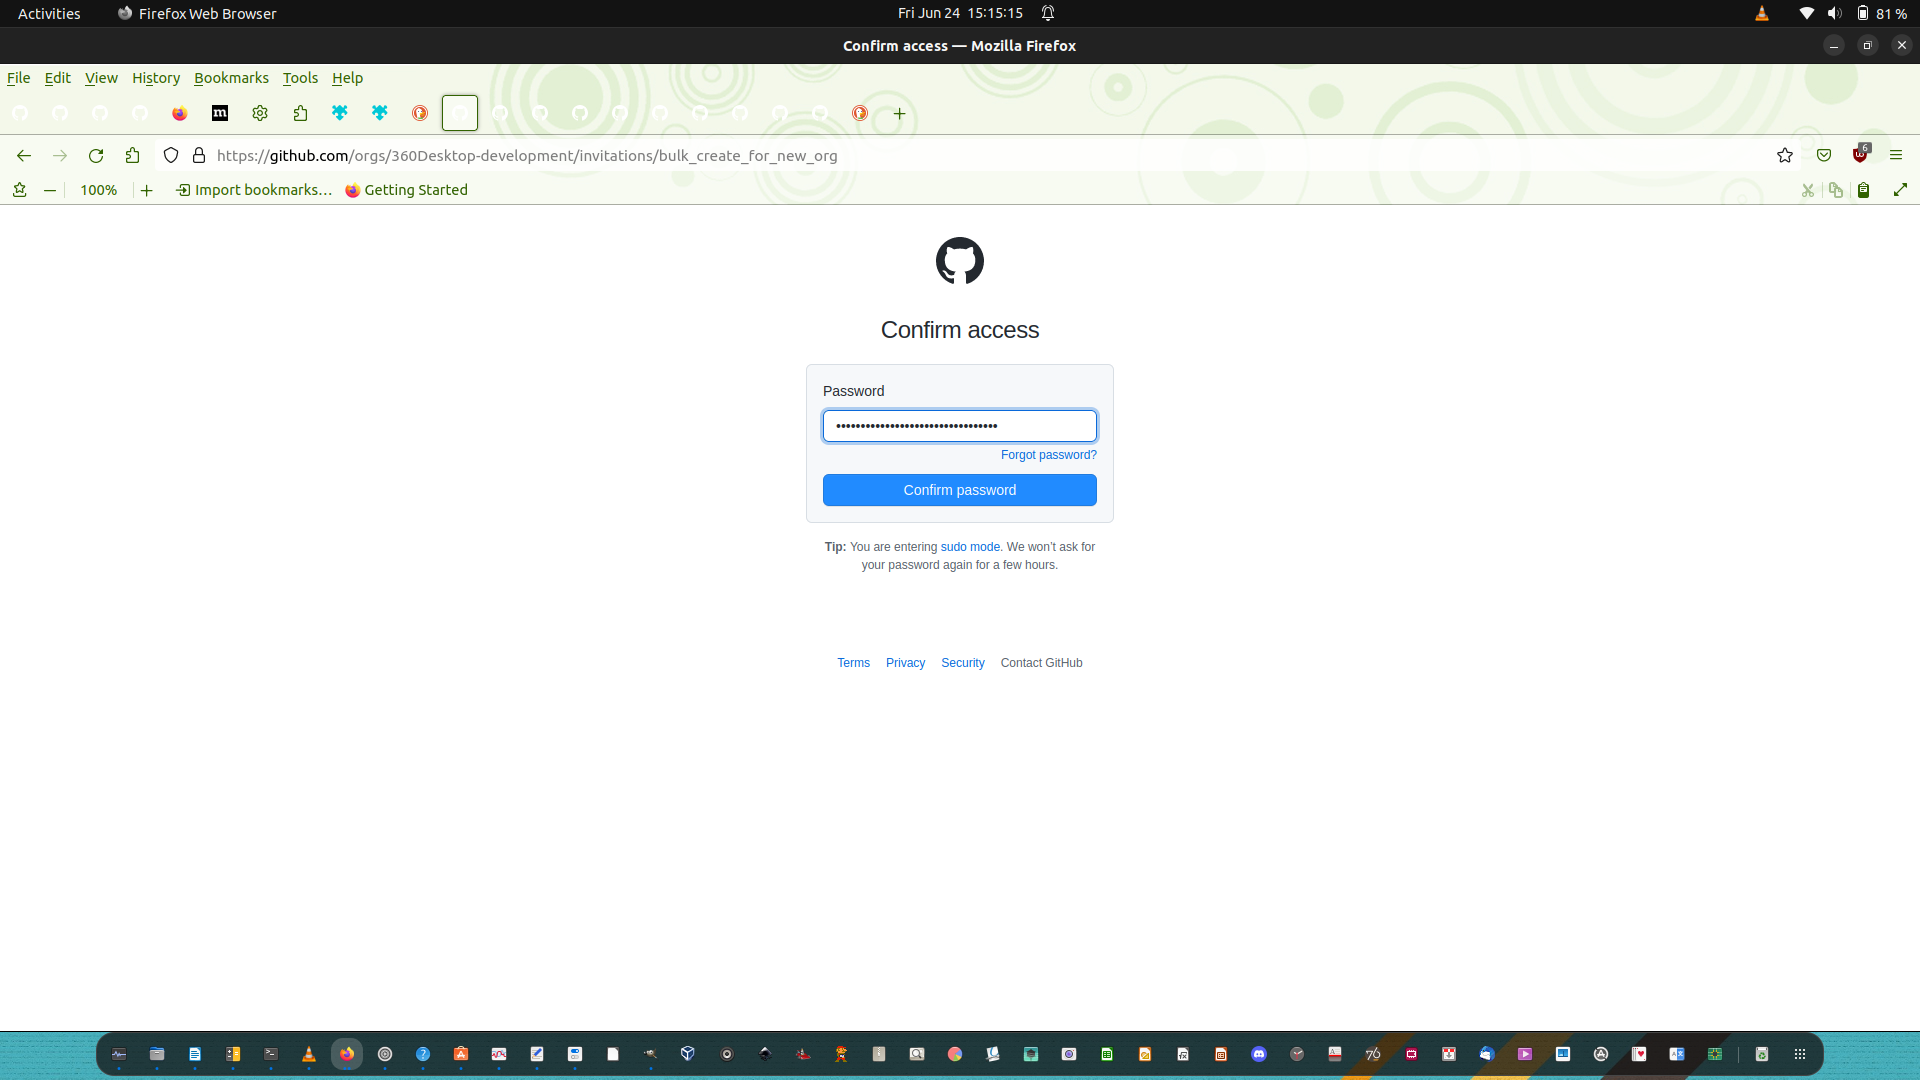 Activities
Firefox Web Browser
Fri Jun 24 15:15:15
81 %
Confirm access — Mozilla Firefox
File Edit View History Bookmarks Tools Help
m
https://github.com/orgs/360Desktop-development/invitations/bulk_create_for_new_org
6
100%
Import bookmarks…
Getting Started
Confirm access
Password
••••••••••••••••••••••••••••••••••
Forgot password?
Confirm password
Tip: You are entering sudo mode. We won't ask for
your password again for a few hours.
Terms Privacy Security Contact GitHub